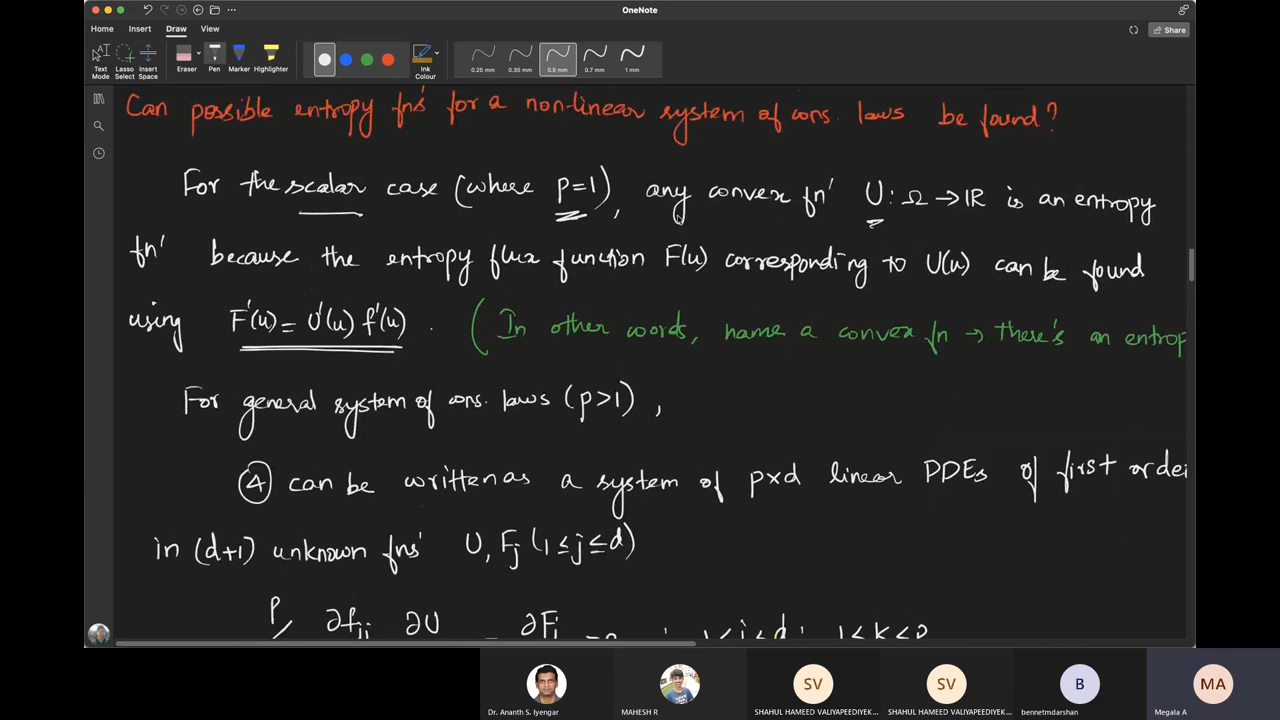 OneNote
Home Insert Draw View
Share
Text Mode Lasso Select Insert Space Eraser Pen Marker Highlighter Ink Colour 0.25 mm 0.35 mm 0.5 mm 0.7 mm 1 mm
Can possible entropy fn's for a non-linear system of cons. laws be found?
For the scalar case (where p=1), any convex fn' U: Ω → IR is an entropy
fn' because the entropy flux function F(u) corresponding to U(u) can be found
using F'(u) = U'(u) f'(u). (In other words, name a convex fn → there's an entrop
For general system of cons. laws (p>1),
④ can be written as a system of p×d linear PDEs of first order
in (d+1) unknown fns' U, Fj (1≤j≤d)
p ∂fij ∂U - ∂Fj = 0, 1≤j≤d; 1≤k≤p
SV SV B MA
Dr. Ananth S. Iyengar MAHESH R SHAHUL HAMEED VALIYAPEEDIYEK... SHAHUL HAMEED VALIYAPEEDIYEK... bennetmdarshan Megala A